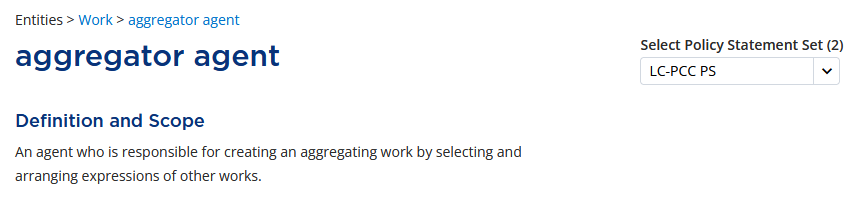 Entities > Work > aggregator agent
aggregator agent
Select Policy Statement Set (2)
LC-PCC PS
Definition and Scope
An agent who is responsible for creating an aggregating work by selecting and
arranging expressions of other works.